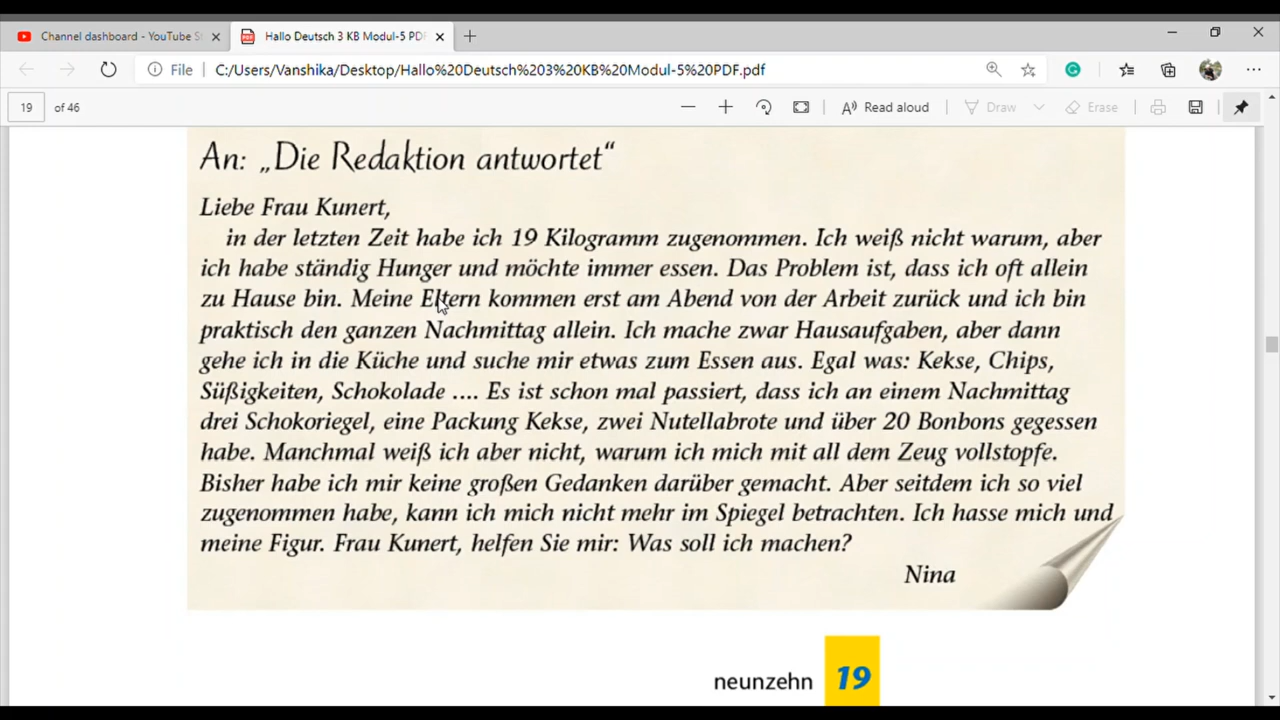 Channel dashboard - YouTube S
Hallo Deutsch 3 KB Modul-5 PDF
File
C:/Users/Vanshika/Desktop/Hallo%20Deutsch%203%20KB%20Modul-5%20PDF.pdf
19 of 46
Read aloud
Draw
Erase
An: „Die Redaktion antwortet“
Liebe Frau Kunert,
in der letzten Zeit habe ich 19 Kilogramm zugenommen. Ich weiß nicht warum, aber
ich habe ständig Hunger und möchte immer essen. Das Problem ist, dass ich oft allein
zu Hause bin. Meine Eltern kommen erst am Abend von der Arbeit zurück und ich bin
praktisch den ganzen Nachmittag allein. Ich mache zwar Hausaufgaben, aber dann
gehe ich in die Küche und suche mir etwas zum Essen aus. Egal was: Kekse, Chips,
Süßigkeiten, Schokolade .... Es ist schon mal passiert, dass ich an einem Nachmittag
drei Schokoriegel, eine Packung Kekse, zwei Nutellabrote und über 20 Bonbons gegessen
habe. Manchmal weiß ich aber nicht, warum ich mich mit all dem Zeug vollstopfe.
Bisher habe ich mir keine großen Gedanken darüber gemacht. Aber seitdem ich so viel
zugenommen habe, kann ich mich nicht mehr im Spiegel betrachten. Ich hasse mich und
meine Figur. Frau Kunert, helfen Sie mir: Was soll ich machen?
Nina
neunzehn 19